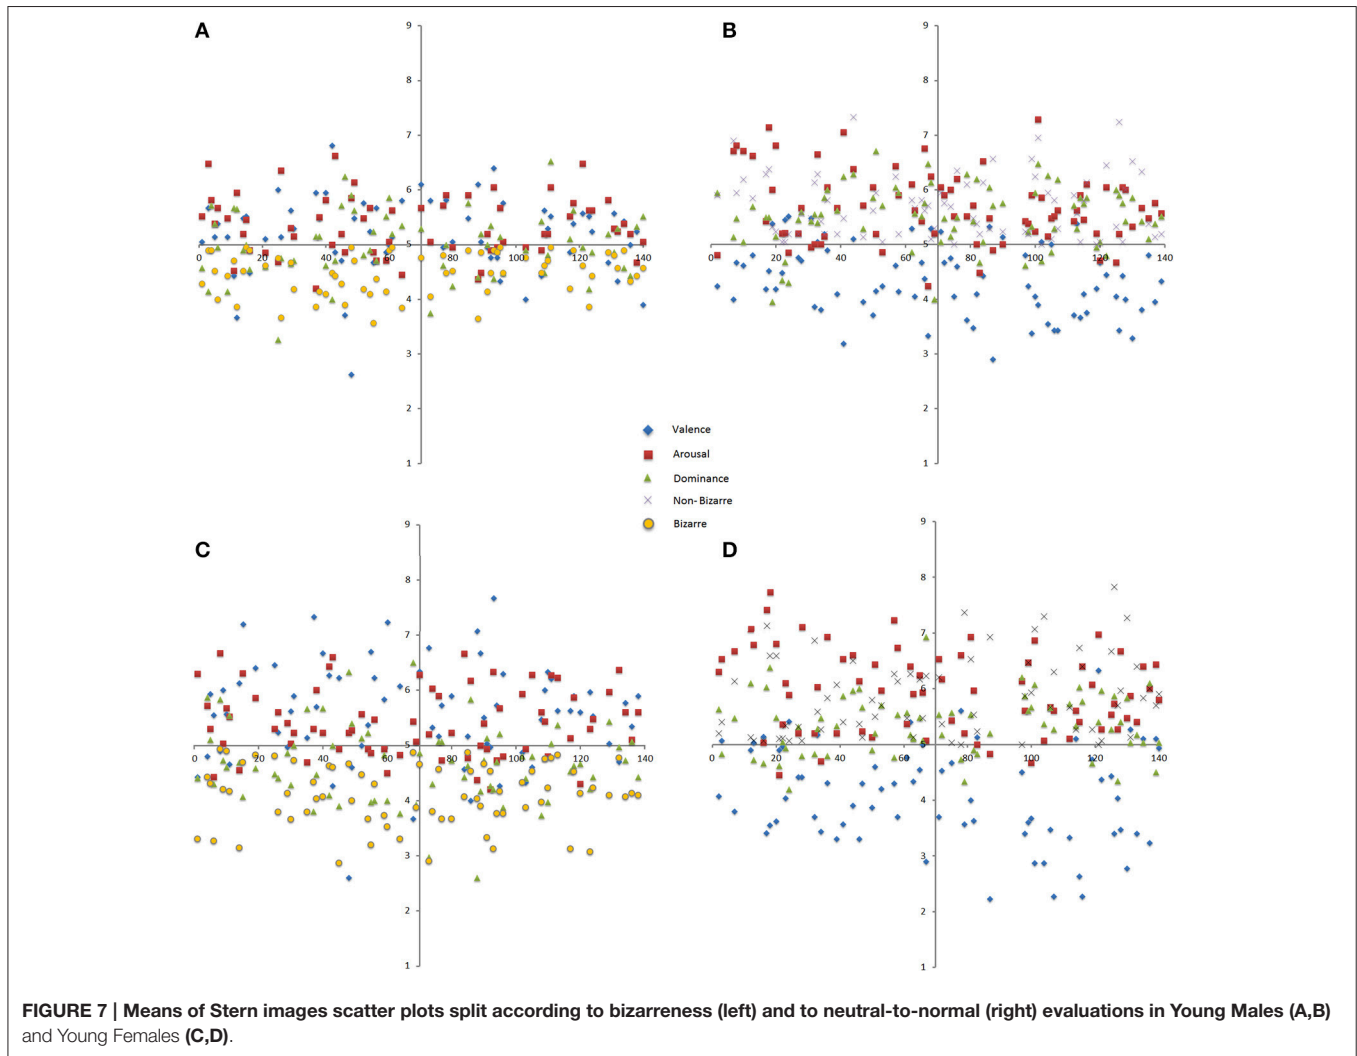 A
9
8
7
6
5
4
3
2
1
0 20 40 60 80 100 120 140
B
9
8
7
6
5
4
3
2
1
0 20 40 60 80 100 120 140
Valence
Arousal
Dominance
Non-Bizarre
Bizarre
C
9
8
7
6
5
4
3
2
1
0 20 40 60 80 100 120 140
D
9
8
7
6
5
4
3
2
1
0 20 40 60 80 100 120 140
FIGURE 7 | Means of Stern images scatter plots split according to bizarreness (left) and to neutral-to-normal (right) evaluations in Young Males (A,B)
and Young Females (C,D).